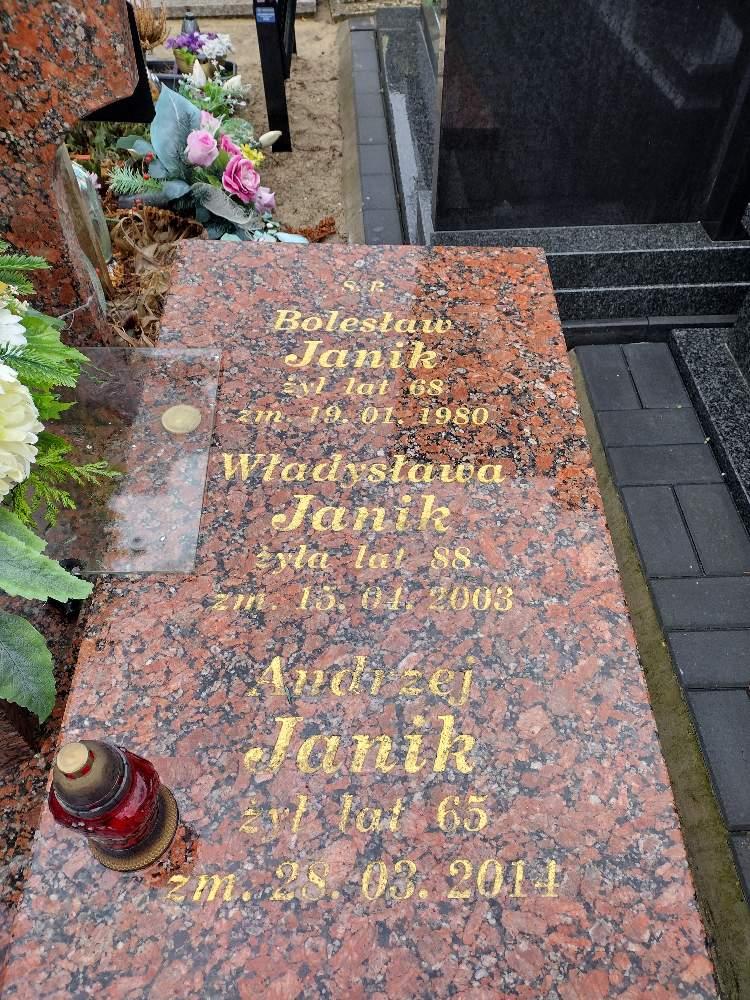 Ś. P.
Bolesław
Janik
żył lat 68
zm. 19. 01. 1980
Władysława
Janik
żyła lat 88
zm. 15. 04. 2003
Andrzej
Janik
żył lat 65
zm. 28. 03. 2014